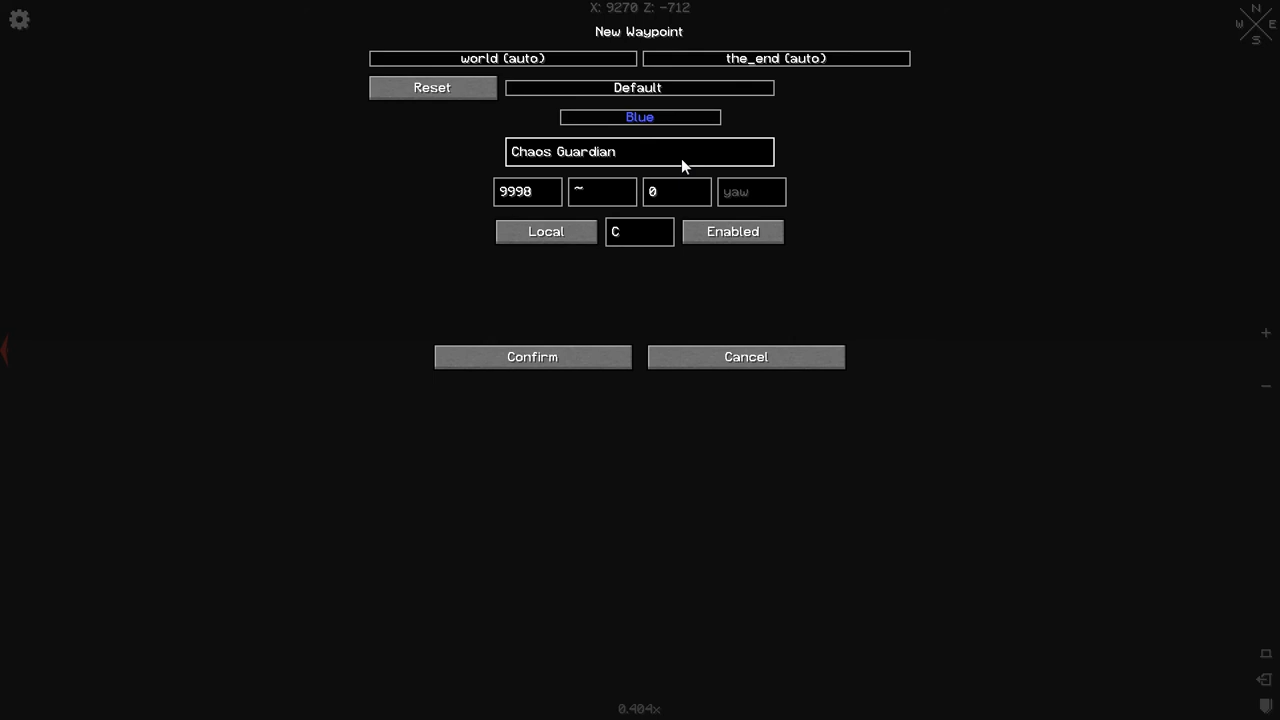 X: 9270 Z: -712
N
W E
S
New Waypoint
world (auto) the_end (auto)
Reset Default
Blue
Chaos Guardian
9998 ~ 0 yaw
Local C Enabled
+
Confirm Cancel
−
0.404x